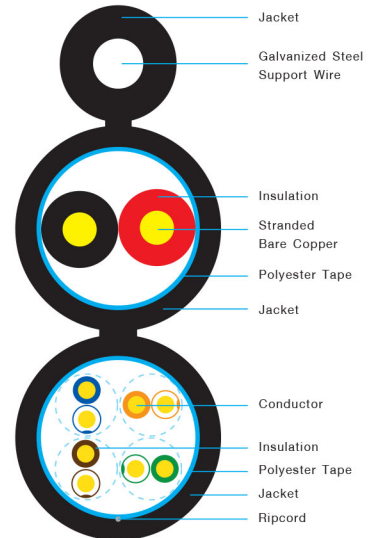 Jacket
Galvanized Steel
Support Wire
Insulation
Stranded
Bare Copper
Polyester Tape
Jacket
Conductor
Insulation
Polyester Tape
Jacket
Ripcord